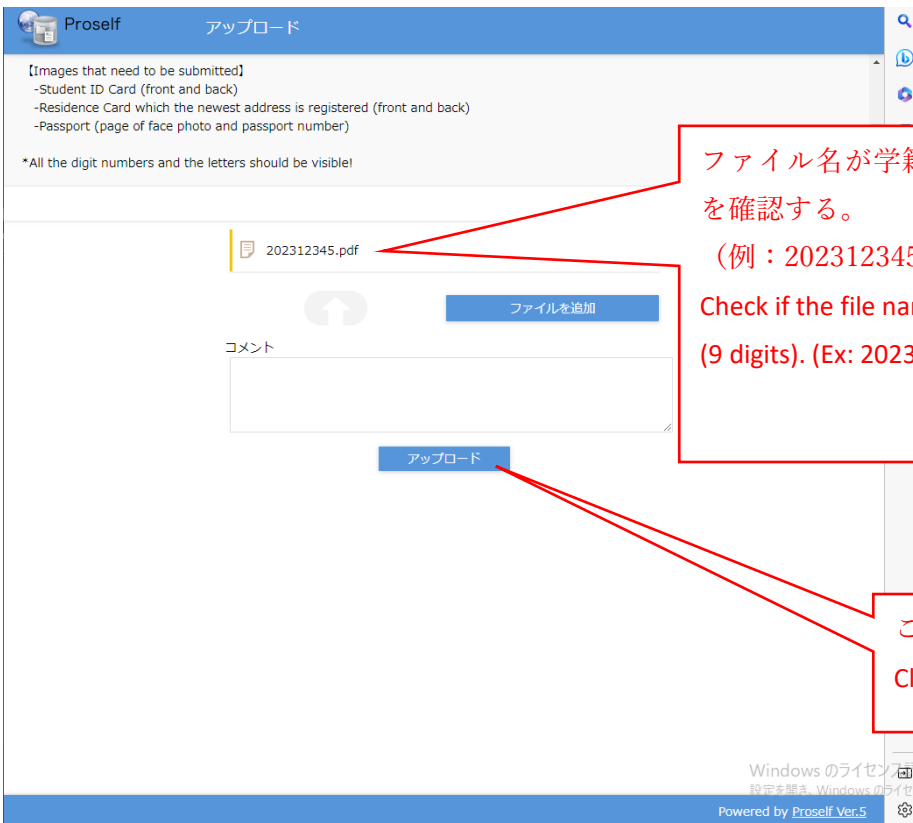 Proself
アップロード
【Images that need to be submitted】
-Student ID Card (front and back)
-Residence Card which the newest address is registered (front and back)
-Passport (page of face photo and passport number)
*All the digit numbers and the letters should be visible!
ファイル名が学
を確認する。
（例：20231234
Check if the file
(9 digits). (Ex: 2023
202312345.pdf
ファイルを追加
コメント
アップロード
Windows のライセンス
設定を開き、Windows のライセ
Powered by Proself Ver.5